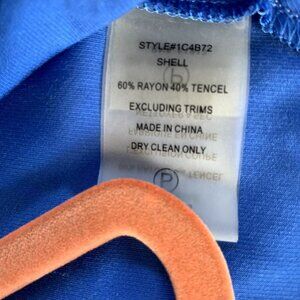 STYLE#1C4B72
SHELL
60% RAYON 40% TENCEL
EXCLUDING TRIMS
MADE IN CHINA
DRY CLEAN ONLY
P